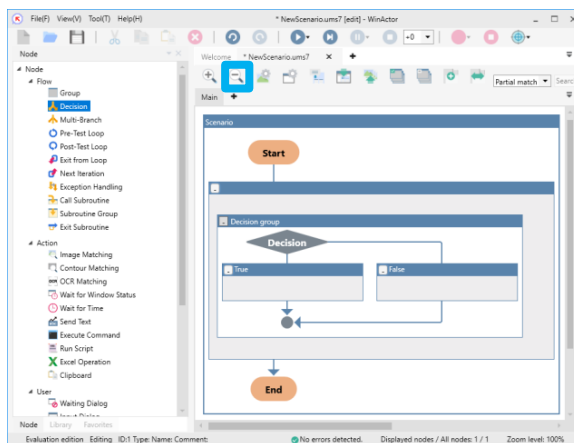 File(F) View(V) Tool(T) Help(H)
* NewScenario.ums7 [edit] - WinActor
+0
Node
Welcome * NewScenario.ums7
Node
Flow
Group
Decision
Multi-Branch
Pre-Test Loop
Post-Test Loop
Exit from Loop
Next Iteration
Exception Handling
Call Subroutine
Subroutine Group
Exit Subroutine
Action
Image Matching
Contour Matching
OCR Matching
Wait for Window Status
Wait for Time
Send Text
Execute Command
Run Script
Excel Operation
Clipboard
User
Waiting Dialog
Node Library Favorites
Partial match
Main
Scenario
Start
Decision group
Decision
True
False
End
Evaluation edition Editing ID:1 Type: Name: Comment:
No errors detected. Displayed nodes / All nodes: 1 / 1 Zoom level: 100%